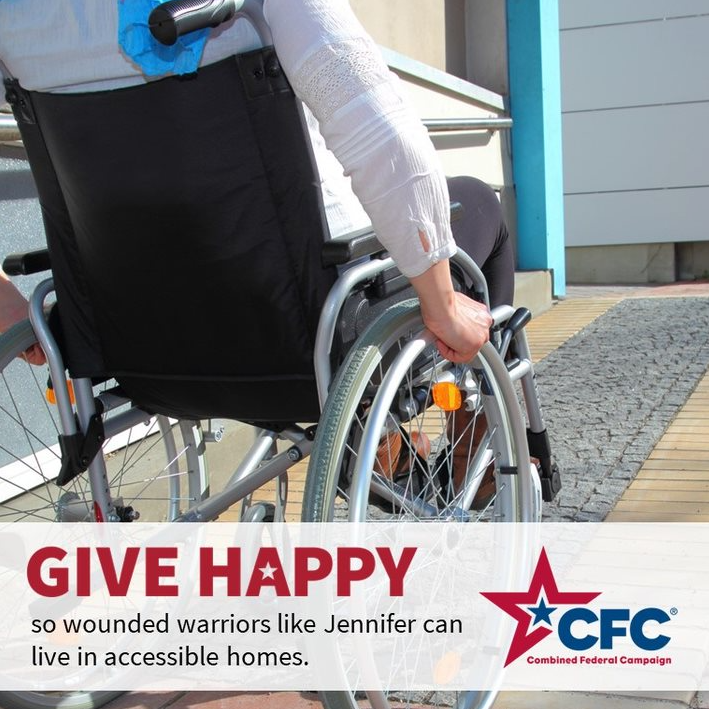 GIVE HAPPY
so wounded warriors like Jennifer can
live in accessible homes.
CFC®
Combined Federal Campaign